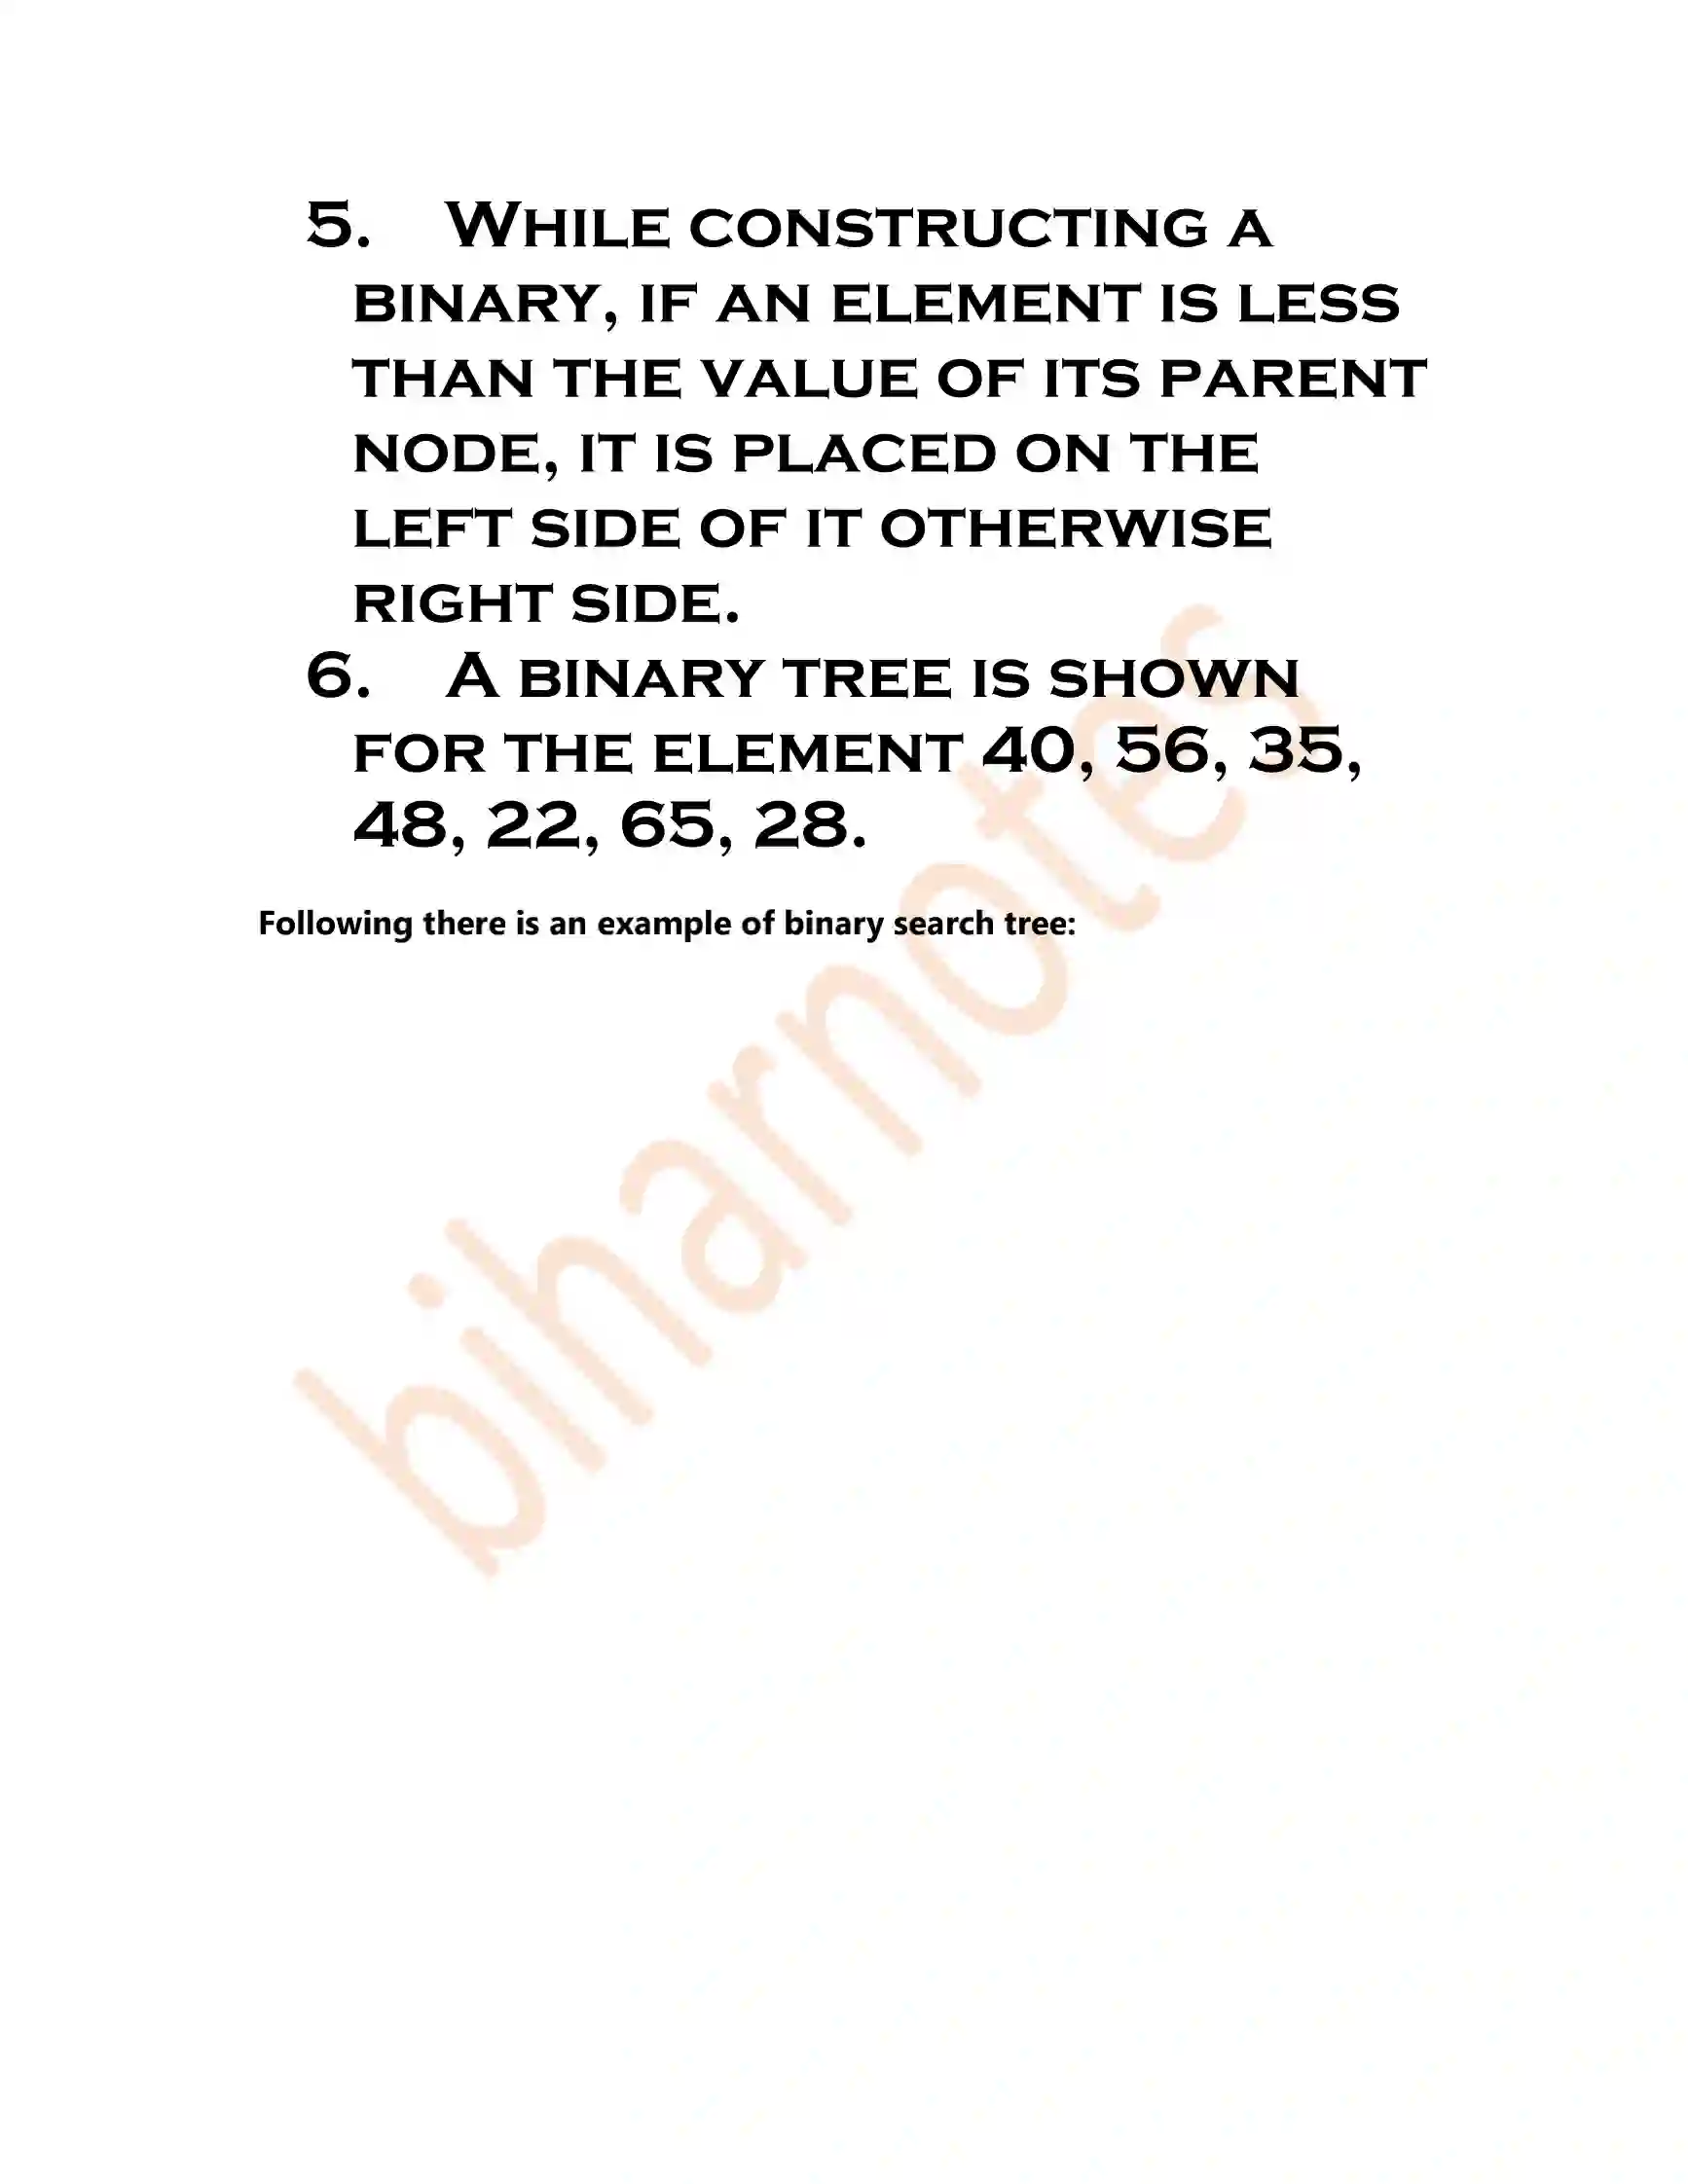 5. While constructing a
binary, if an element is less
than the value of its parent
node, it is placed on the
left side of it otherwise
right side.
6. A binary tree is shown
for the element 40, 56, 35,
48, 22, 65, 28.
Following there is an example of binary search tree:
biharnotes